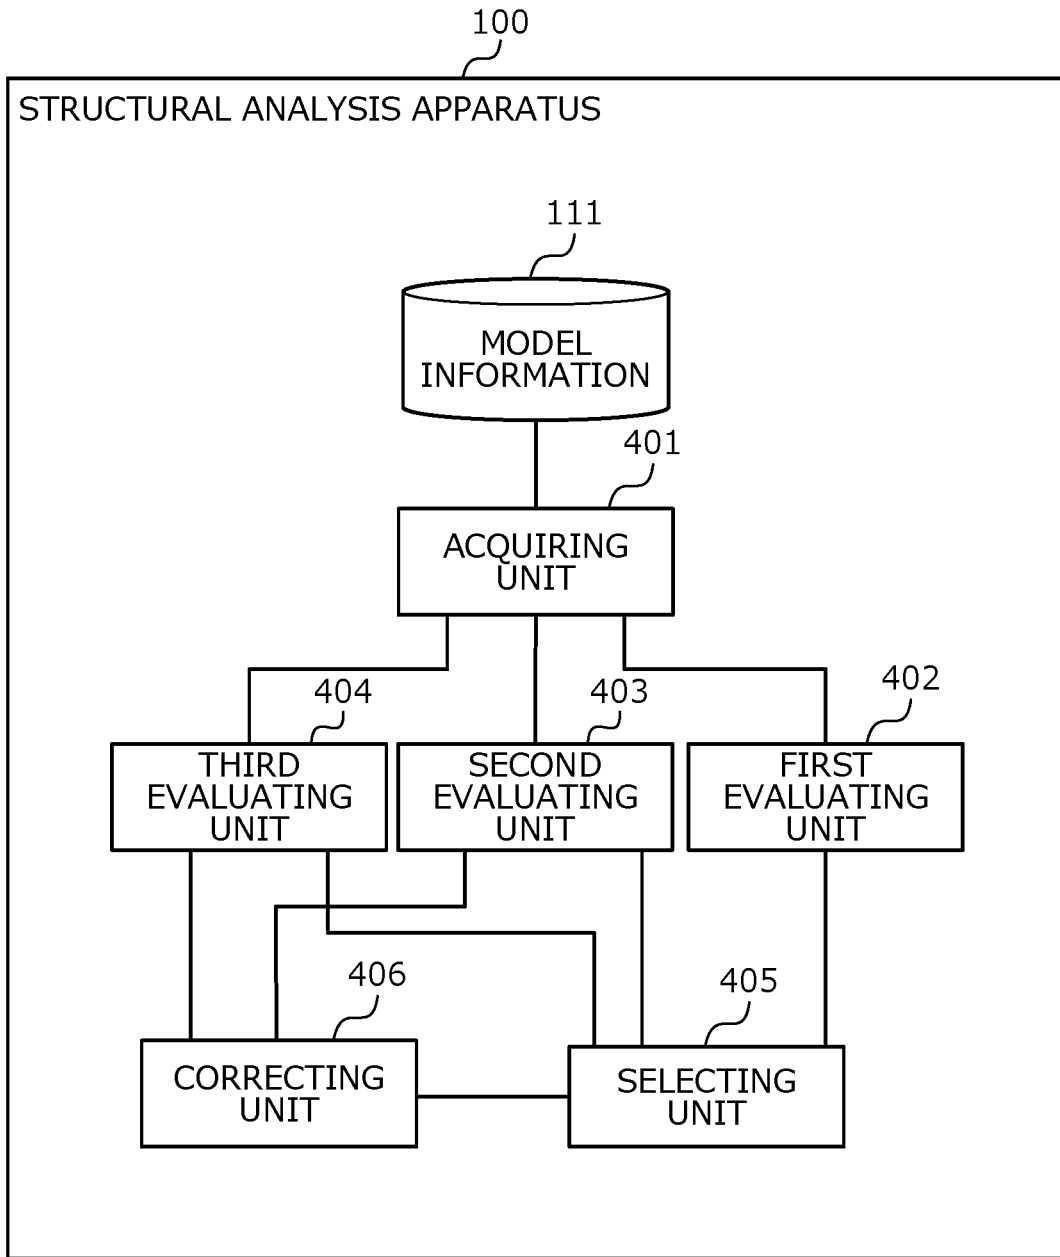 100
STRUCTURAL ANALYSIS APPARATUS
111
MODEL
INFORMATION
401
ACQUIRING
UNIT
404
403
402
THIRD
EVALUATING
UNIT
SECOND
EVALUATING
UNIT
FIRST
EVALUATING
UNIT
406
405
CORRECTING
UNIT
SELECTING
UNIT